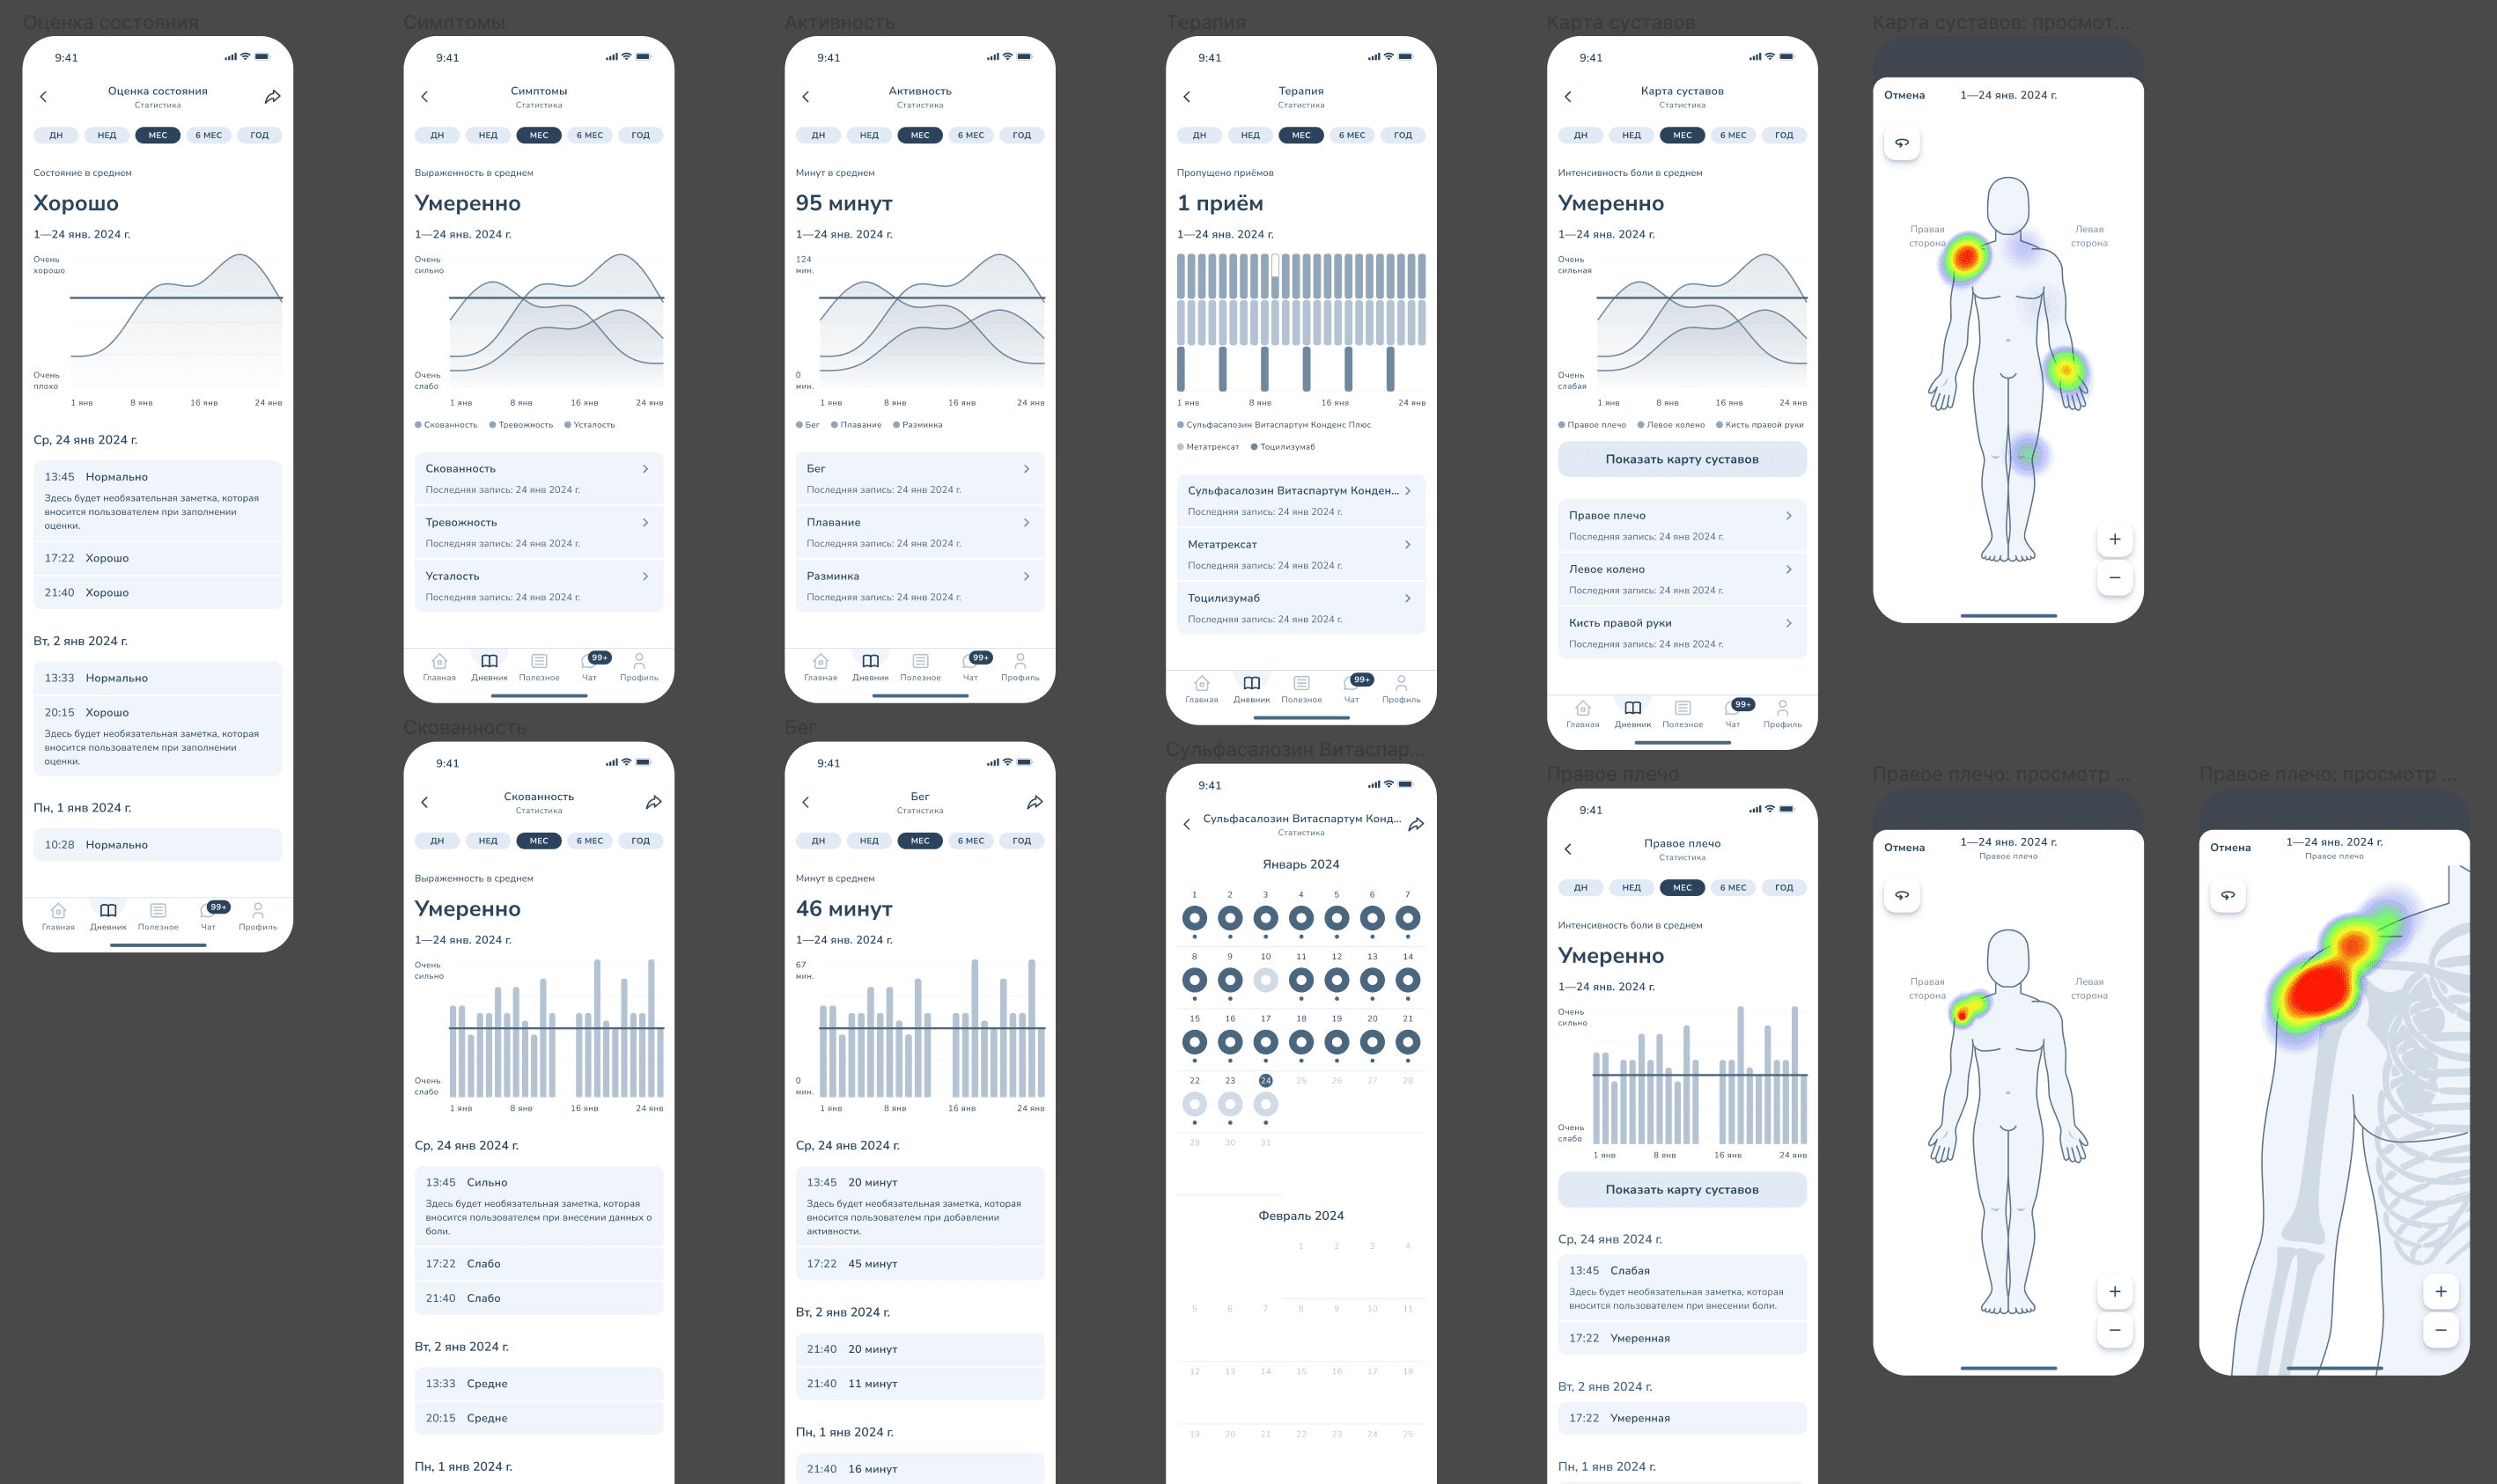 Оценка состояния
9:41
Оценка состояния
Статистика
ДН НЕД МЕС 6 МЕС ГОД
Состояние в среднем
Хорошо
1—24 янв. 2024 г.
Очень
хорошо
Очень
плохо
1 янв 8 янв 16 янв 24 янв
Ср, 24 янв 2024 г.
13:45 Нормально
Здесь будет необязательная заметка, которая
вносится пользователем при заполнении
оценки.
17:22 Хорошо
21:40 Хорошо
Вт, 2 янв 2024 г.
13:33 Нормально
20:15 Хорошо
Здесь будет необязательная заметка, которая
вносится пользователем при заполнении
оценки.
Пн, 1 янв 2024 г.
10:28 Нормально
99+
Главная Дневник Полезное Чат Профиль
Симптомы
9:41
Симптомы
Статистика
ДН НЕД МЕС 6 МЕС ГОД
Выраженность в среднем
Умеренно
1—24 янв. 2024 г.
Очень
сильно
Очень
слабо
1 янв 8 янв 16 янв 24 янв
Скованность Тревожность Усталость
Скованность
Последняя запись: 24 янв 2024 г.
Тревожность
Последняя запись: 24 янв 2024 г.
Усталость
Последняя запись: 24 янв 2024 г.
99+
Главная Дневник Полезное Чат Профиль
Скованность
9:41
Скованность
Статистика
ДН НЕД МЕС 6 МЕС ГОД
Выраженность в среднем
Умеренно
1—24 янв. 2024 г.
Очень
сильно
Очень
слабо
1 янв 8 янв 16 янв 24 янв
Ср, 24 янв 2024 г.
13:45 Сильно
Здесь будет необязательная заметка, которая
вносится пользователем при внесении данных о
боли.
17:22 Слабо
21:40 Слабо
Вт, 2 янв 2024 г.
13:33 Средне
20:15 Средне
Пн, 1 янв 2024 г.
Активность
9:41
Активность
Статистика
ДН НЕД МЕС 6 МЕС ГОД
Минут в среднем
95 минут
1—24 янв. 2024 г.
124
мин.
0
мин.
1 янв 8 янв 16 янв 24 янв
Бег Плавание Разминка
Бег
Последняя запись: 24 янв 2024 г.
Плавание
Последняя запись: 24 янв 2024 г.
Разминка
Последняя запись: 24 янв 2024 г.
99+
Главная Дневник Полезное Чат Профиль
Бег
9:41
Бег
Статистика
ДН НЕД МЕС 6 МЕС ГОД
Минут в среднем
46 минут
1—24 янв. 2024 г.
67
мин.
0
мин.
1 янв 8 янв 16 янв 24 янв
Ср, 24 янв 2024 г.
13:45 20 минут
Здесь будет необязательная заметка, которая
вносится пользователем при добавлении
активности.
17:22 45 минут
Вт, 2 янв 2024 г.
21:40 20 минут
21:40 11 минут
Пн, 1 янв 2024 г.
21:40 16 минут
Терапия
9:41
Терапия
Статистика
ДН НЕД МЕС 6 МЕС ГОД
Пропущено приёмов
1 приём
1—24 янв. 2024 г.
1 янв 8 янв 16 янв 24 янв
Сульфасалозин Витаспартум Конденс Плюс
Метатрексат Тоцилизумаб
Сульфасалозин Витаспартум Конден...
Последняя запись: 24 янв 2024 г.
Метатрексат
Последняя запись: 24 янв 2024 г.
Тоцилизумаб
Последняя запись: 24 янв 2024 г.
99+
Главная Дневник Полезное Чат Профиль
Сульфасалозин Витаспар...
9:41
Сульфасалозин Витаспартум Конд...
Статистика
Январь 2024
1 2 3 4 5 6 7
8 9 10 11 12 13 14
15 16 17 18 19 20 21
22 23 24 25 26 27 28
29 30 31
Февраль 2024
1 2 3 4
5 6 7 8 9 10 11
12 13 14 15 16 17 18
19 20 21 22 23 24 25
Карта суставов
9:41
Карта суставов
Статистика
ДН НЕД МЕС 6 МЕС ГОД
Интенсивность боли в среднем
Умеренно
1—24 янв. 2024 г.
Очень
сильная
Очень
слабая
1 янв 8 янв 16 янв 24 янв
Правое плечо Левое колено Кисть правой руки
Показать карту суставов
Правое плечо
Последняя запись: 24 янв 2024 г.
Левое колено
Последняя запись: 24 янв 2024 г.
Кисть правой руки
Последняя запись: 24 янв 2024 г.
99+
Главная Дневник Полезное Чат Профиль
Правое плечо
9:41
Правое плечо
Статистика
ДН НЕД МЕС 6 МЕС ГОД
Интенсивность боли в среднем
Умеренно
1—24 янв. 2024 г.
Очень
сильно
Очень
слабо
1 янв 8 янв 16 янв 24 янв
Показать карту суставов
Ср, 24 янв 2024 г.
13:45 Слабая
Здесь будет необязательная заметка, которая
вносится пользователем при внесении боли.
17:22 Умеренная
Вт, 2 янв 2024 г.
17:22 Умеренная
Пн, 1 янв 2024 г.
Карта суставов: просмот...
Отмена 1—24 янв. 2024 г.
Правая
сторона
Левая
сторона
Правое плечо: просмотр ...
Отмена 1—24 янв. 2024 г.
Правое плечо
Правая
сторона
Левая
сторона
Правое плечо: просмотр ...
Отмена 1—24 янв. 2024 г.
Правое плечо